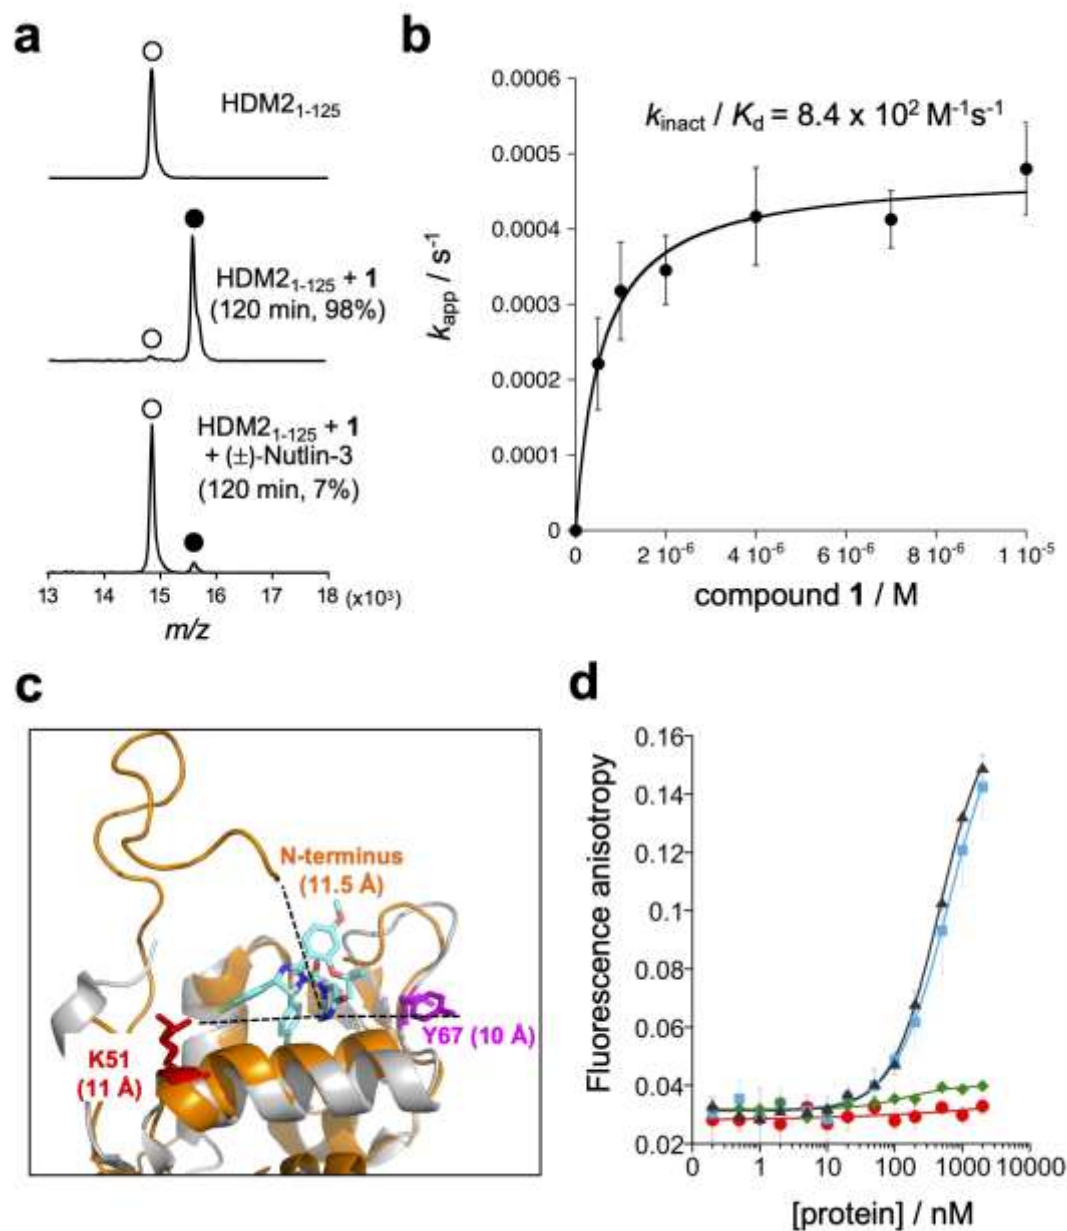 a
HDM2₁₋₁₂₅
HDM2₁₋₁₂₅ + 1
(120 min, 98%)
HDM2₁₋₁₂₅ + 1
+ (±)-Nutlin-3
(120 min, 7%)
13 14 15 16 17 18 (x10³)
m/z
b
0.0006
0.0005
0.0004
0.0003
0.0002
0.0001
0
k_app / s⁻¹
k_inact / K_d = 8.4 x 10² M⁻¹s⁻¹
0 2 10⁻⁶ 4 10⁻⁶ 6 10⁻⁶ 8 10⁻⁶ 1 10⁻⁵
compound 1 / M
c
N-terminus
(11.5 Å)
K51
(11 Å)
Y67 (10 Å)
d
0.16
0.14
0.12
0.1
0.08
0.06
0.04
0.02
Fluorescence anisotropy
0 1 10 100 1000 10000
[protein] / nM